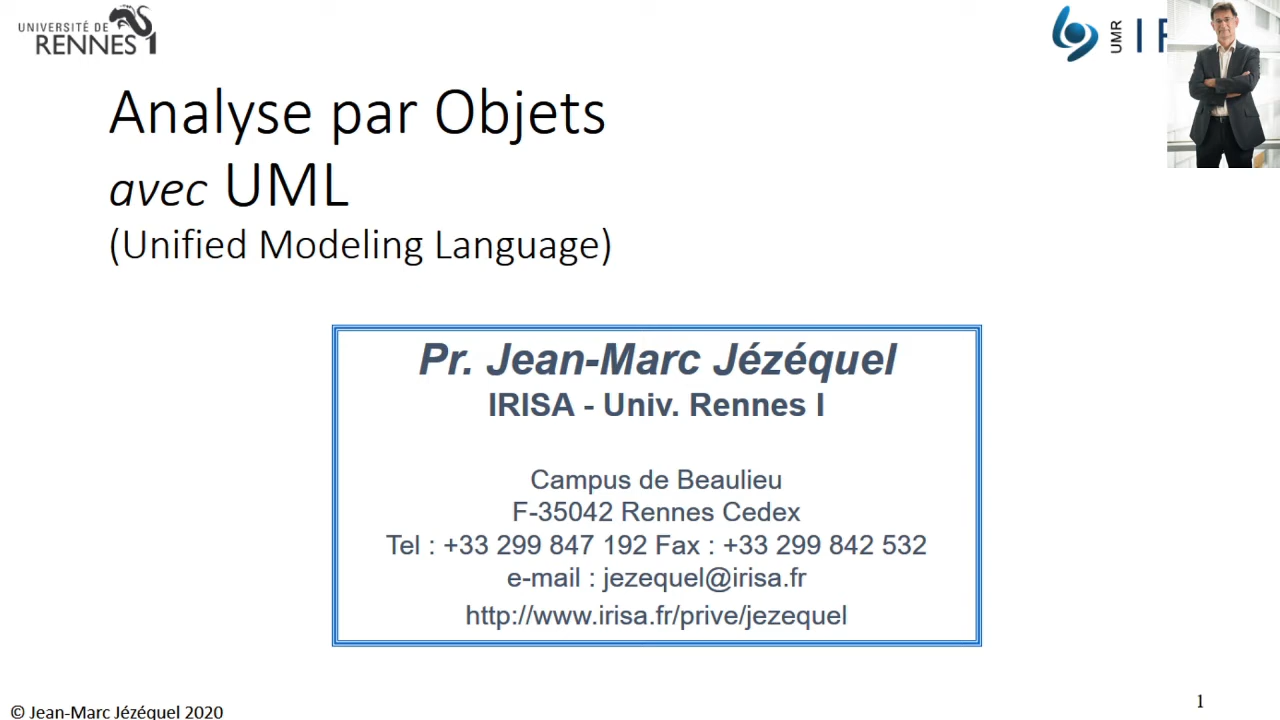 UNIVERSITÉ DE
RENNES 1
UMR
Analyse par Objets
avec UML
(Unified Modeling Language)
Pr. Jean-Marc Jézéquel
IRISA - Univ. Rennes I
Campus de Beaulieu
F-35042 Rennes Cedex
Tel : +33 299 847 192 Fax : +33 299 842 532
e-mail : jezequel@irisa.fr
http://www.irisa.fr/prive/jezequel
© Jean-Marc Jézéquel 2020
1